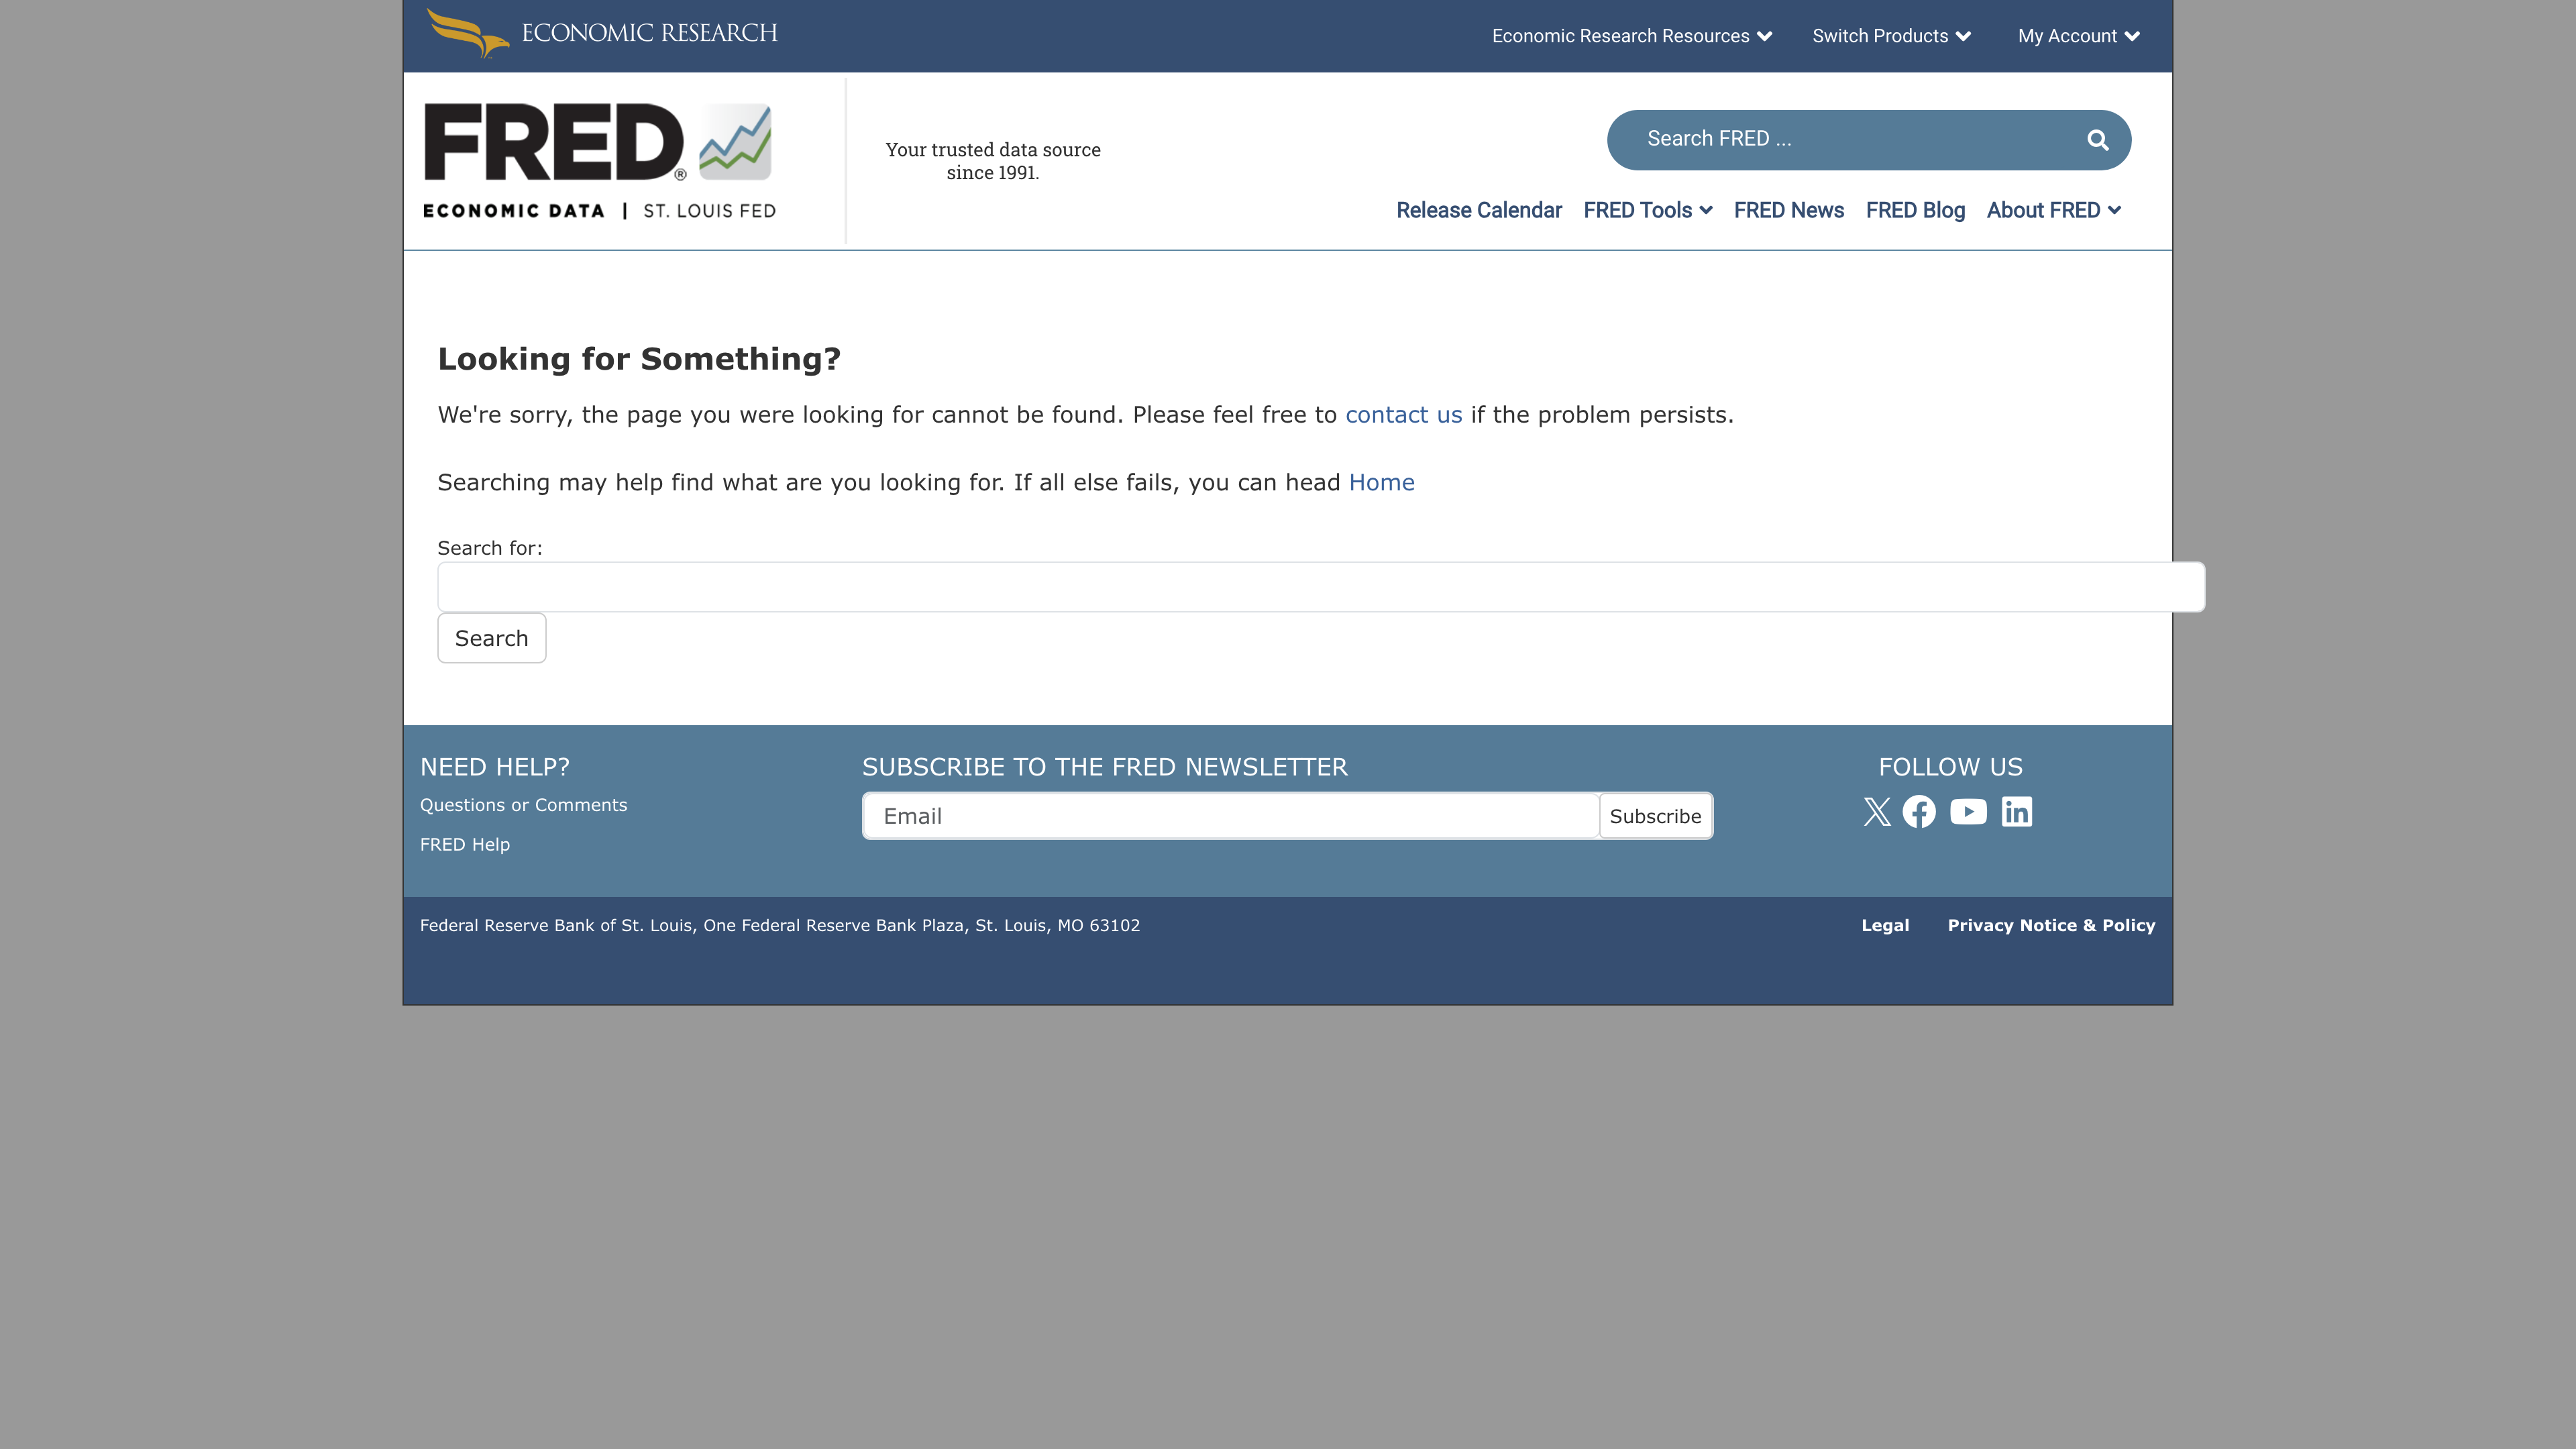 ECONOMIC RESEARCH
Economic Research Resources
Switch Products
My Account
FRED®
ECONOMIC DATA | ST. LOUIS FED
Your trusted data source
since 1991.
Search FRED ...
Release Calendar
FRED Tools
FRED News
FRED Blog
About FRED
Looking for Something?
We're sorry, the page you were looking for cannot be found. Please feel free to contact us if the problem persists.
Searching may help find what are you looking for. If all else fails, you can head Home
Search for:
Search
NEED HELP?
Questions or Comments
FRED Help
SUBSCRIBE TO THE FRED NEWSLETTER
Email
Subscribe
FOLLOW US
Federal Reserve Bank of St. Louis, One Federal Reserve Bank Plaza, St. Louis, MO 63102
Legal
Privacy Notice & Policy